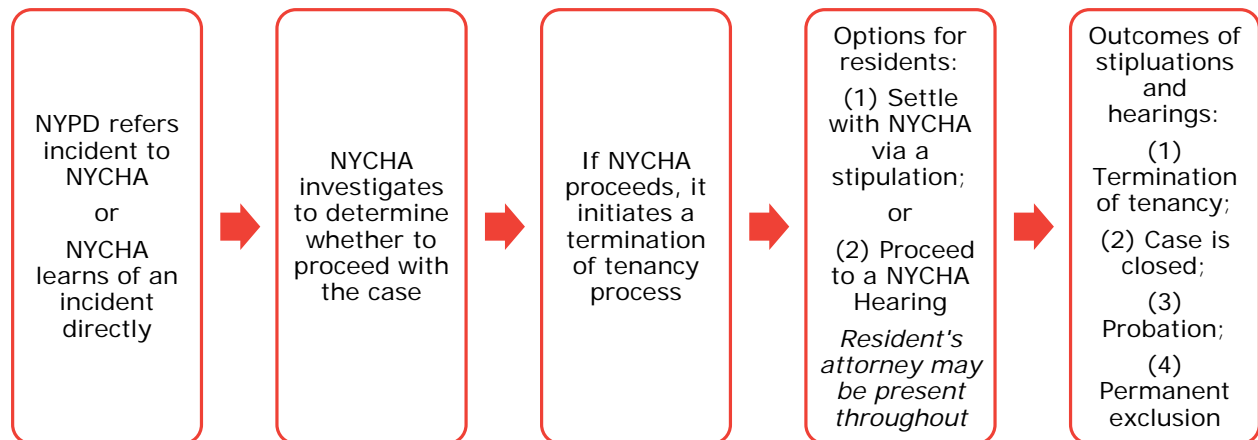 NYPD refers
incident to
NYCHA
or
NYCHA
learns of an
incident
directly
NYCHA
investigates
to determine
whether to
proceed with
the case
If NYCHA
proceeds, it
initiates a
termination
of tenancy
process
Options for
residents:
(1) Settle
with NYCHA
via a
stipulation;
or
(2) Proceed
to a NYCHA
Hearing
Resident's
attorney may
be present
throughout
Outcomes of
stipluations
and
hearings:
(1)
Termination
of tenancy;
(2) Case is
closed;
(3)
Probation;
(4)
Permanent
exclusion